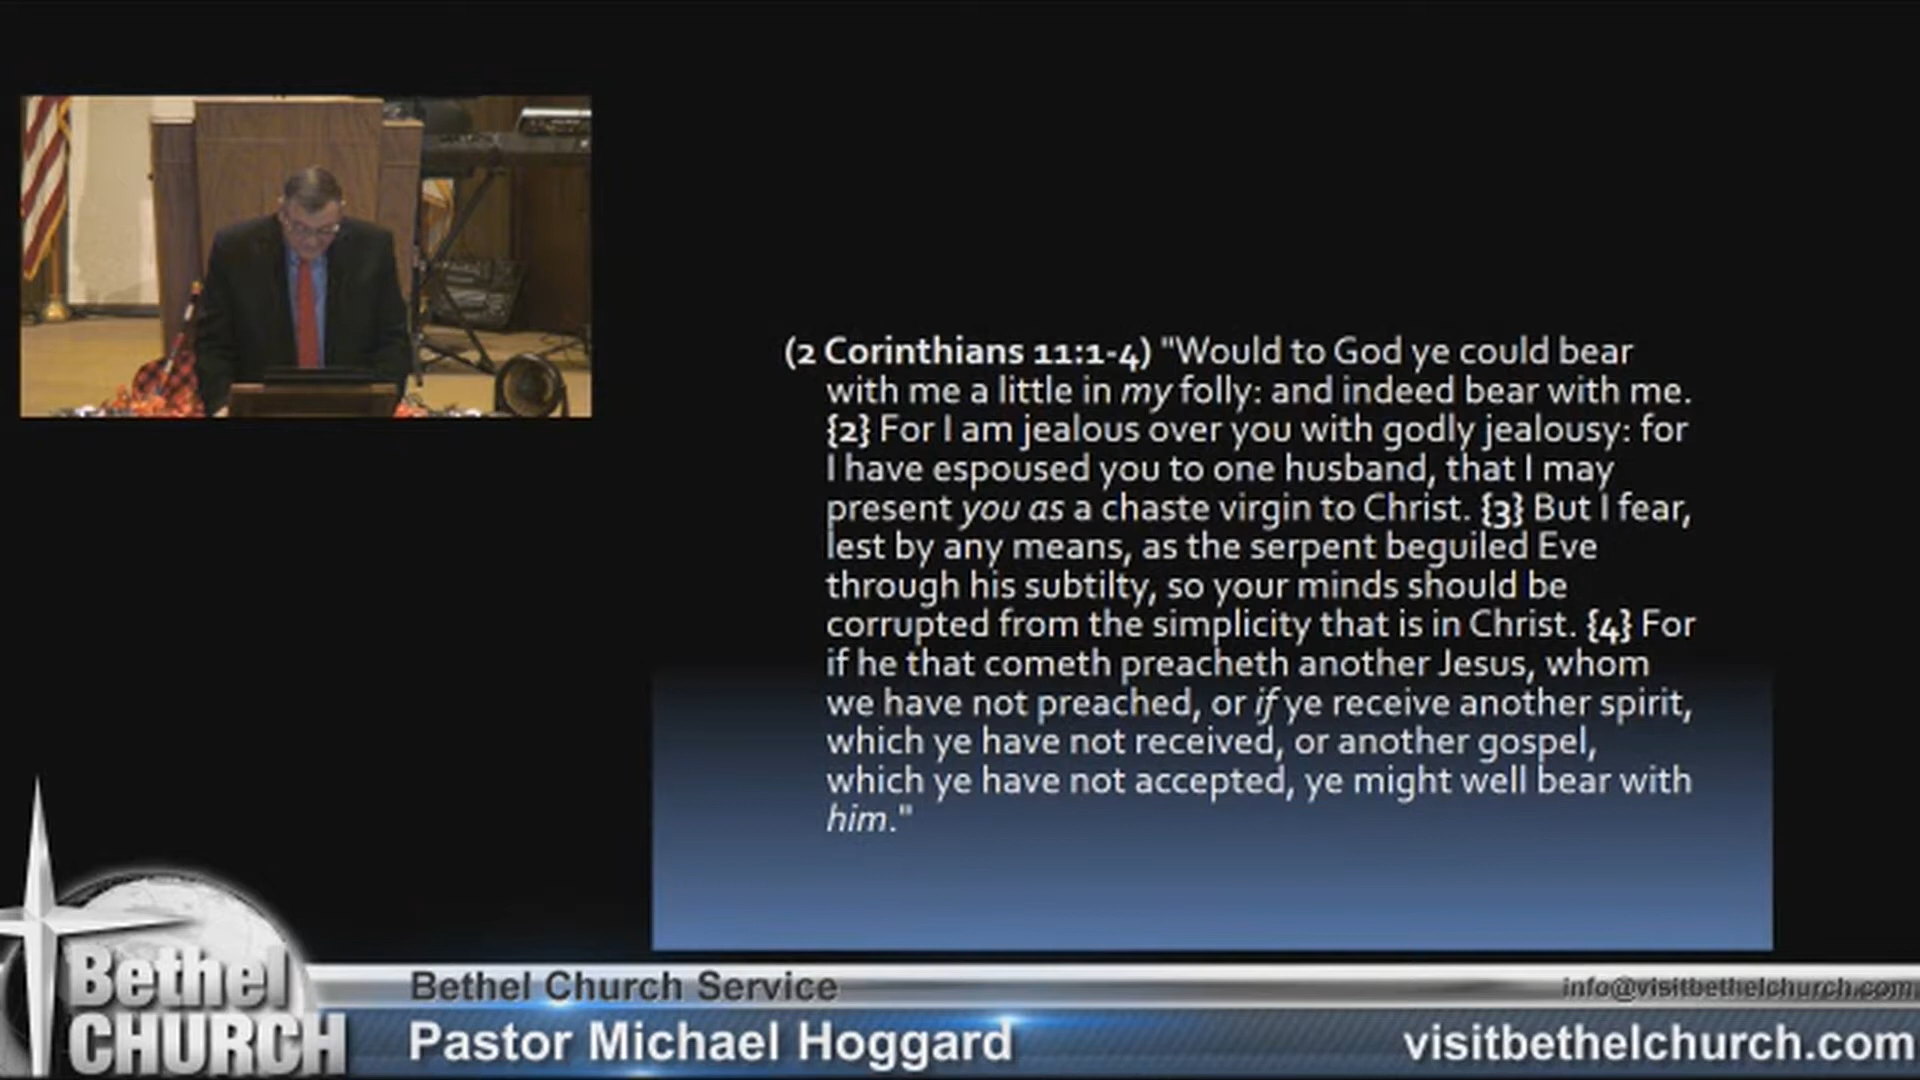 (2 Corinthians 11:1-4) "Would to God ye could bear
with me a little in my folly: and indeed bear with me.
{2} For I am jealous over you with godly jealousy: for
I have espoused you to one husband, that I may
present you as a chaste virgin to Christ. {3} But I fear,
lest by any means, as the serpent beguiled Eve
through his subtilty, so your minds should be
corrupted from the simplicity that is in Christ. {4} For
if he that cometh preacheth another Jesus, whom
we have not preached, or if ye receive another spirit,
which ye have not received, or another gospel,
which ye have not accepted, ye might well bear with
him."
Bethel
CHURCH
Bethel Church Service
info@visitbethelchurch.com
Pastor Michael Hoggard
visitbethelchurch.com